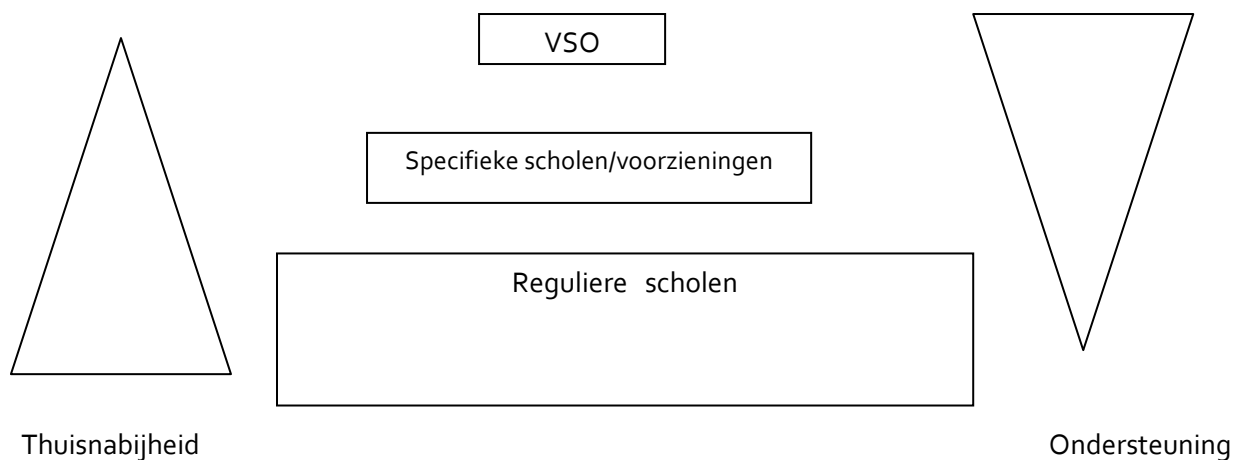 VSO
Specifieke scholen/voorzieningen
Reguliere scholen
Thuisnabijheid
Ondersteuning